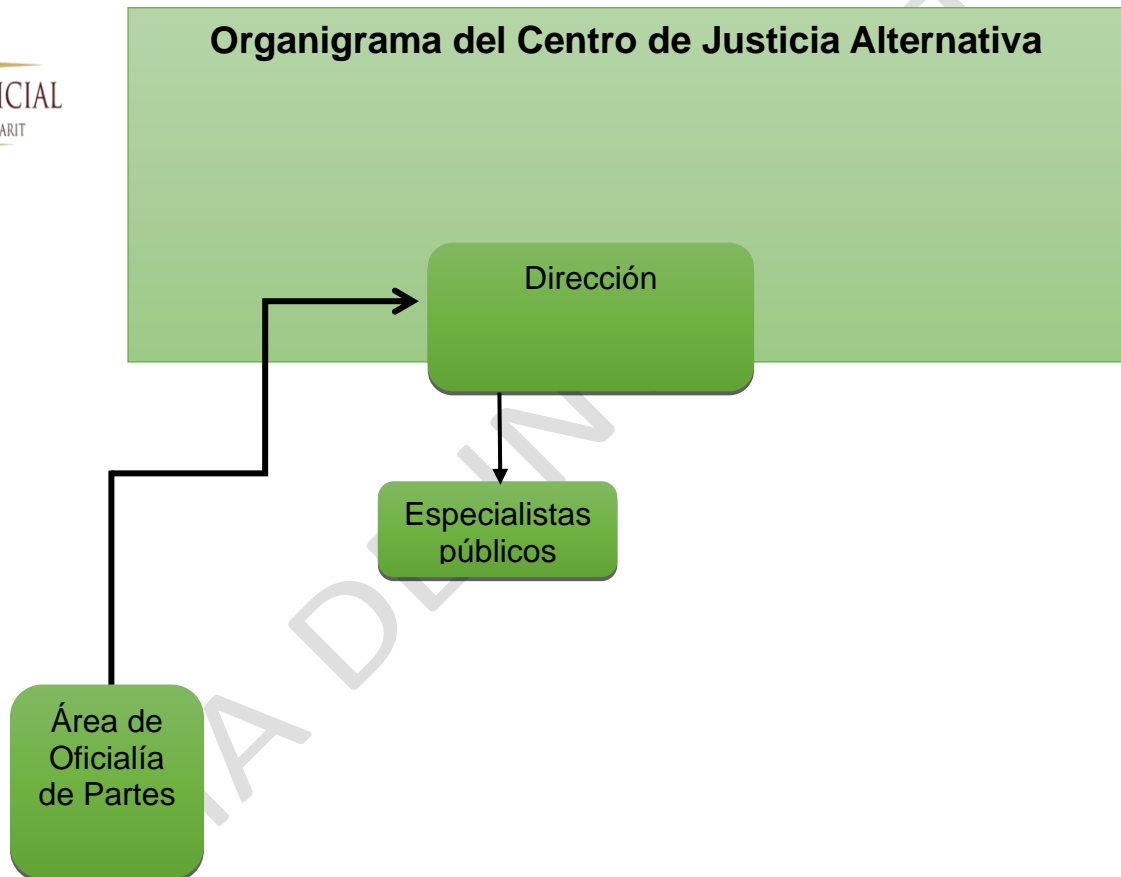 Organigrama del Centro de Justicia Alternativa
Dirección
Especialistas
públicos
Área de
Oficialía
de Partes